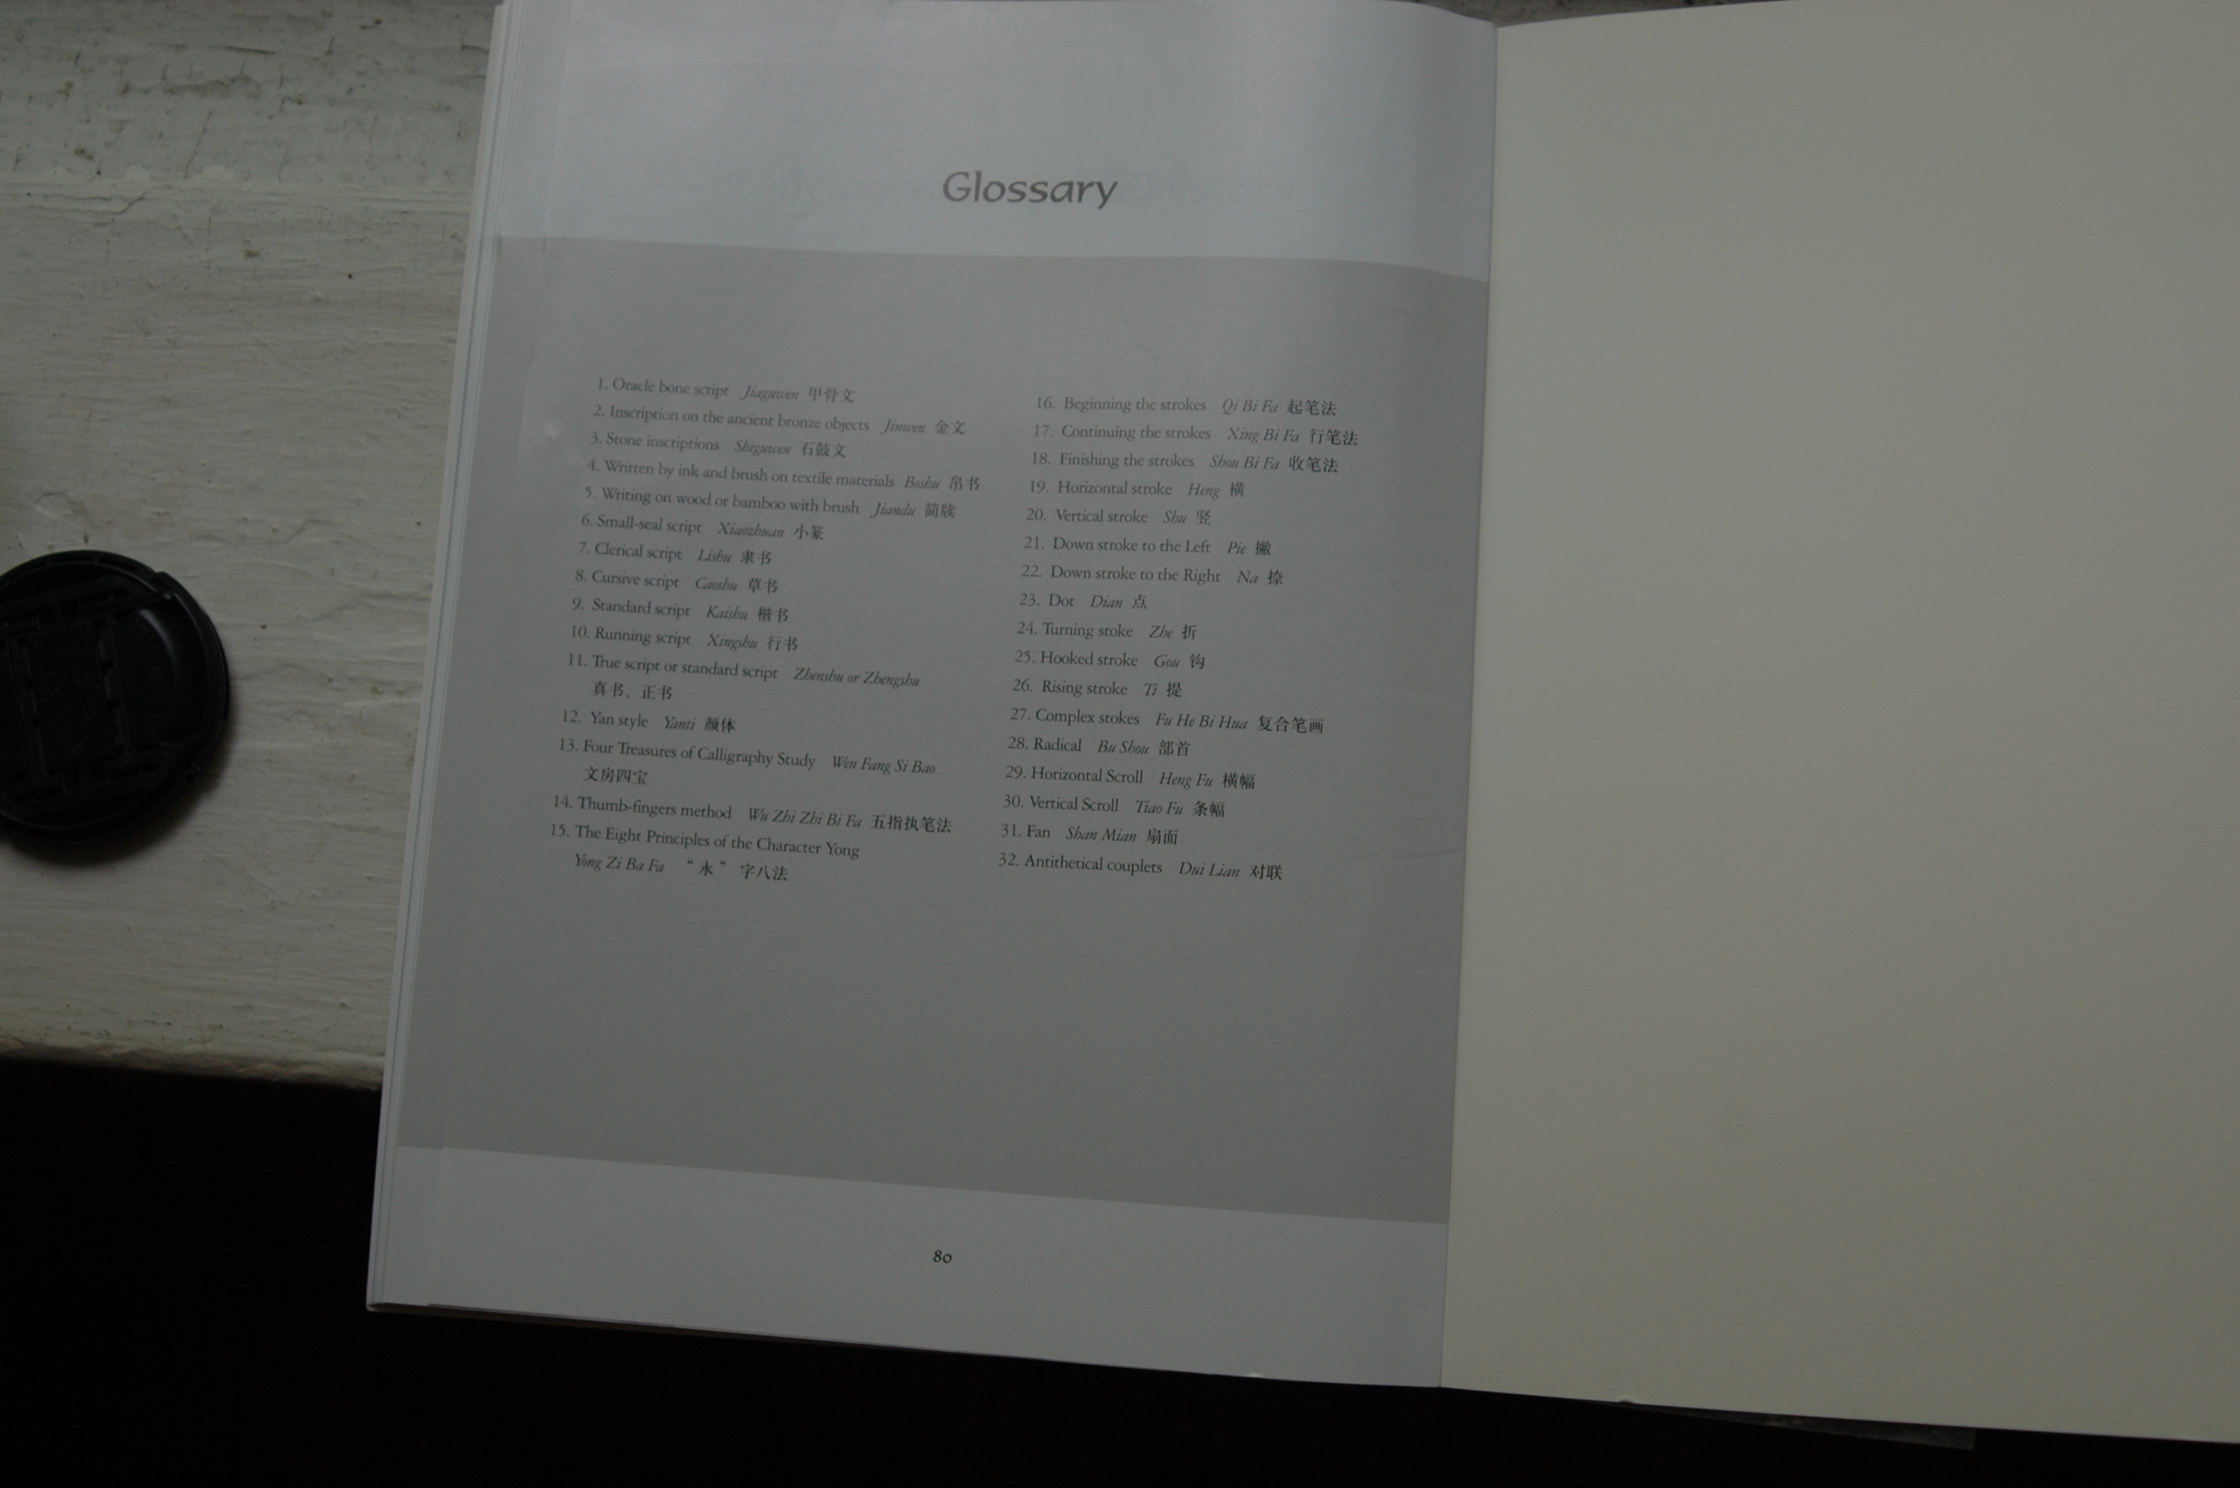 Glossary
1. Oracle bone script Jiaguwen 甲骨文
2. Inscription on the ancient bronze objects Jinwen 金文
3. Stone inscriptions Shiguwen 石鼓文
4. Written by ink and brush on textile materials Boshu 帛书
5. Writing on wood or bamboo with brush Jiandu 简牍
6. Small-seal script Xiaozhuan 小篆
7. Clerical script Lishu 隶书
8. Cursive script Caoshu 草书
9. Standard script Kaishu 楷书
10. Running script Xingshu 行书
11. True script or standard script Zhenshu or Zhengshu
真书、正书
12. Yan style Yanti 颜体
13. Four Treasures of Calligraphy Study Wen Fang Si Bao
文房四宝
14. Thumb-fingers method Wu Zhi Zhi Bi Fa 五指执笔法
15. The Eight Principles of the Character Yong
Yong Zi Ba Fa “永”字八法
16. Beginning the strokes Qi Bi Fa 起笔法
17. Continuing the strokes Xing Bi Fa 行笔法
18. Finishing the strokes Shou Bi Fa 收笔法
19. Horizontal stroke Heng 横
20. Vertical stroke Shu 竖
21. Down stroke to the Left Pie 撇
22. Down stroke to the Right Na 捺
23. Dot Dian 点
24. Turning stoke Zhe 折
25. Hooked stroke Gou 钩
26. Rising stroke Ti 提
27. Complex stokes Fu He Bi Hua 复合笔画
28. Radical Bu Shou 部首
29. Horizontal Scroll Heng Fu 横幅
30. Vertical Scroll Tiao Fu 条幅
31. Fan Shan Mian 扇面
32. Antithetical couplets Dui Lian 对联
80